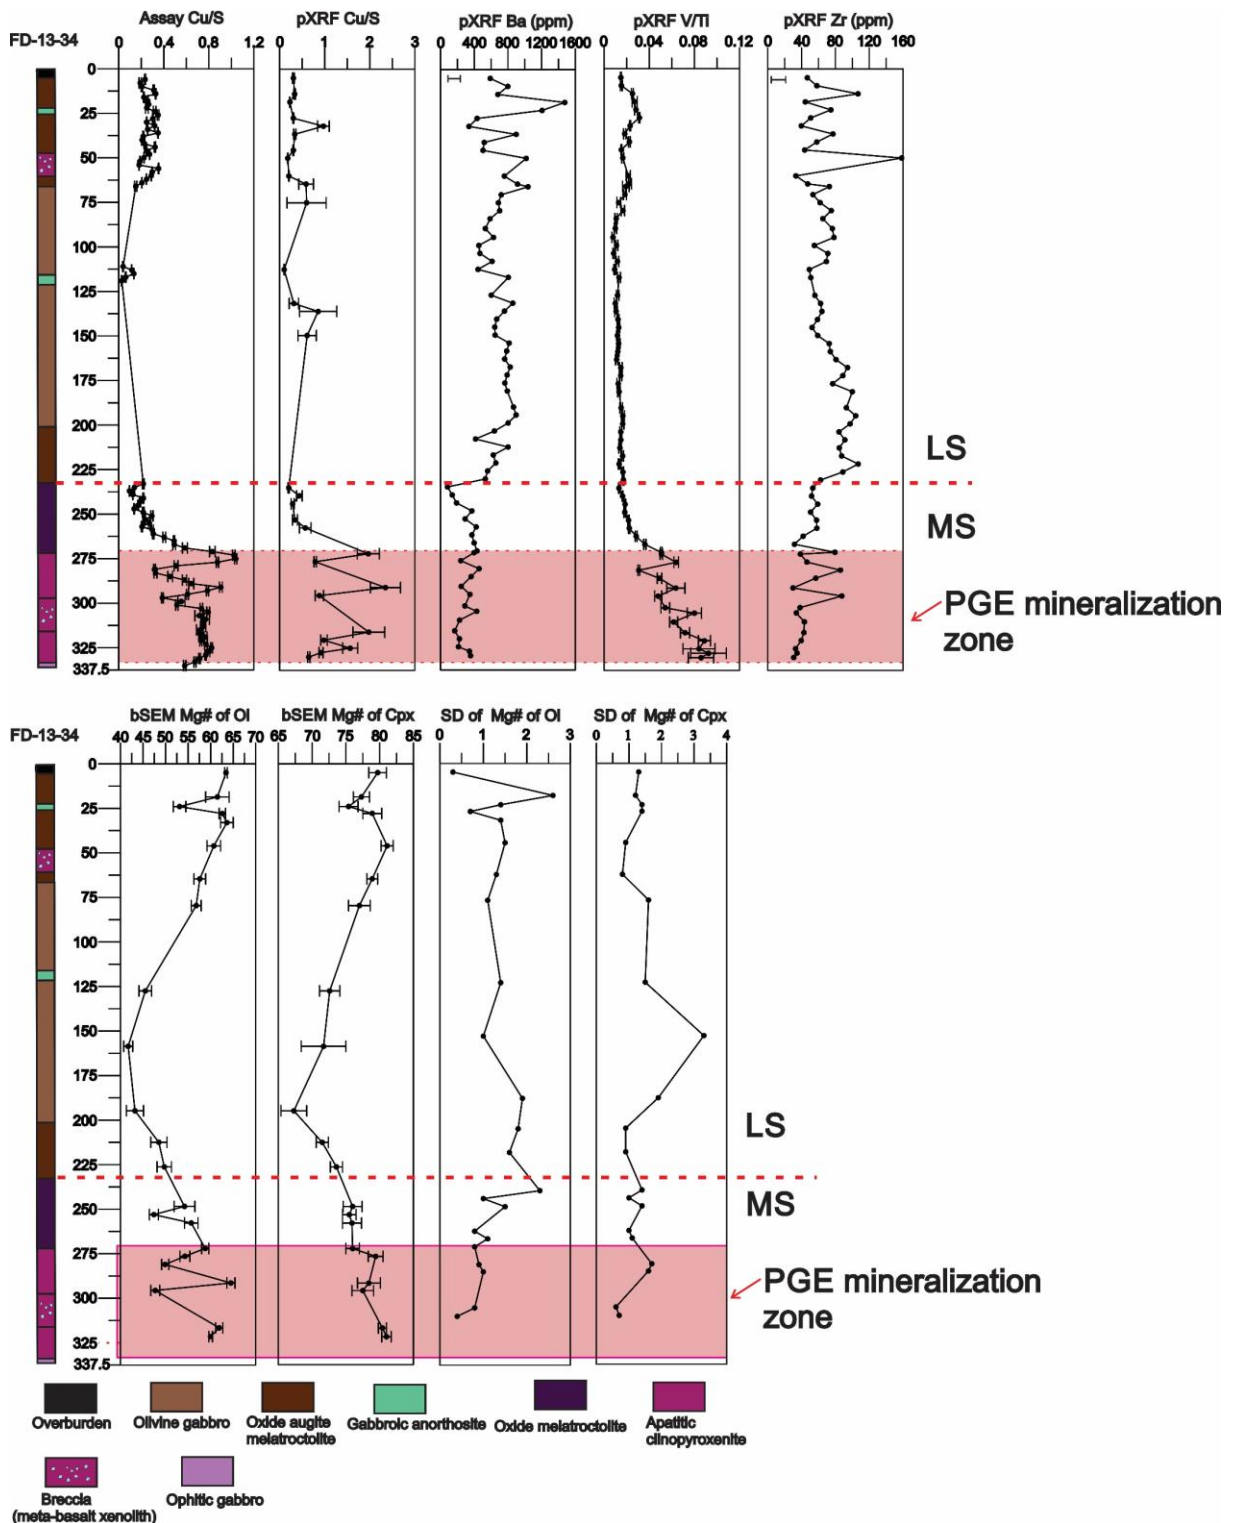 Assay Cu/S
pXRF Cu/S
pXRF Ba (ppm)
pXRF V/Ti
pXRF Zr (ppm)
FD-13-34
0 0.4 0.8 1.2
0 1 2 3
0 400 800 1200 1600
0 0.04 0.08 0.12
0 40 80 120 160
0
25
50
75
100
125
150
175
200
225
250
275
300
325
337.5
LS
MS
PGE mineralization
zone
bSEM Mg# of Ol
bSEM Mg# of Cpx
SD of Mg# of Ol
SD of Mg# of Cpx
FD-13-34
40 45 50 55 60 65 70
65 70 75 80 85
0 1 2 3
0 1 2 3 4
0
25
50
75
100
125
150
175
200
225
250
275
300
325
337.5
LS
MS
PGE mineralization
zone
Overburden
Olivine gabbro
Oxide augite
melatroctolite
Gabbroic anorthosite
Oxide melatroctolite
Apatitic
clinopyroxenite
Breccia
(meta-basalt xenolith)
Ophitic gabbro